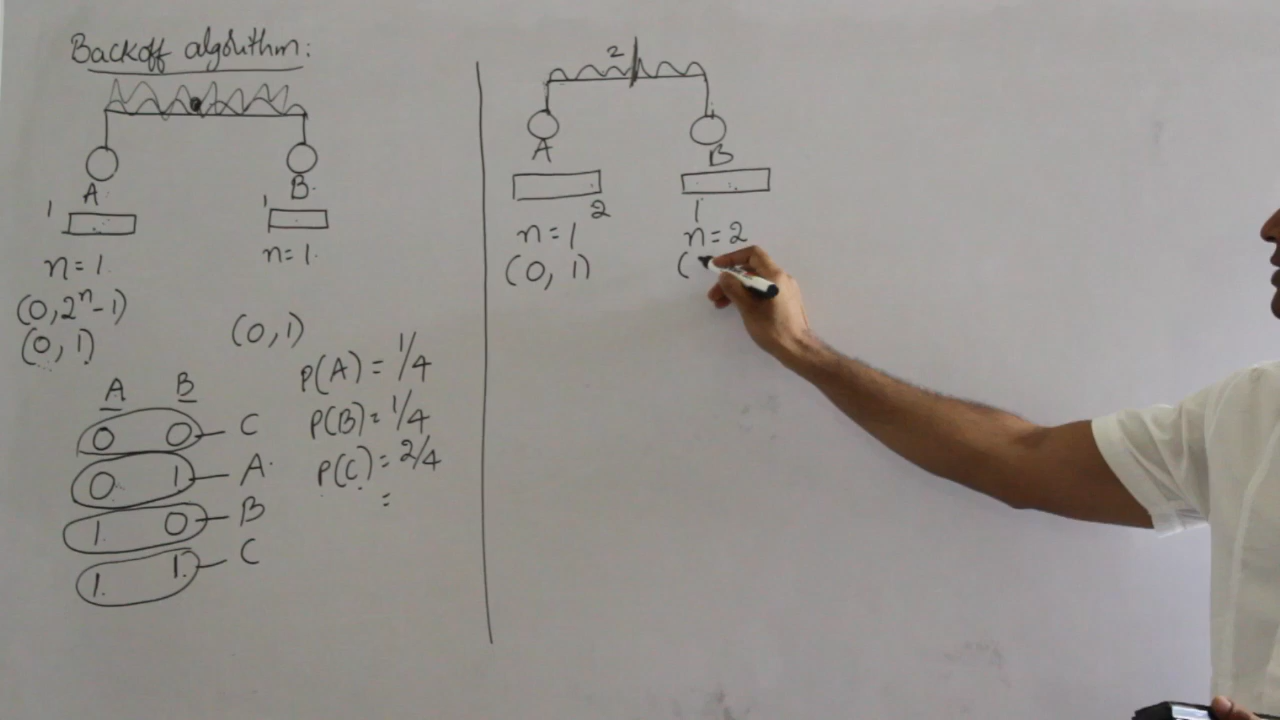 Backoff algorithm:
A
B
1
1
n=1
n=1
(0,2ⁿ-1)
(0,1)
(0,1)
A B
0 0 - C
0 1 - A
1 0 - B
1 1 - C
P(A) = 1/4
P(B) = 1/4
P(C) = 2/4
=
2
A
B
2
1
n=1
n=2
(0, 1)
(